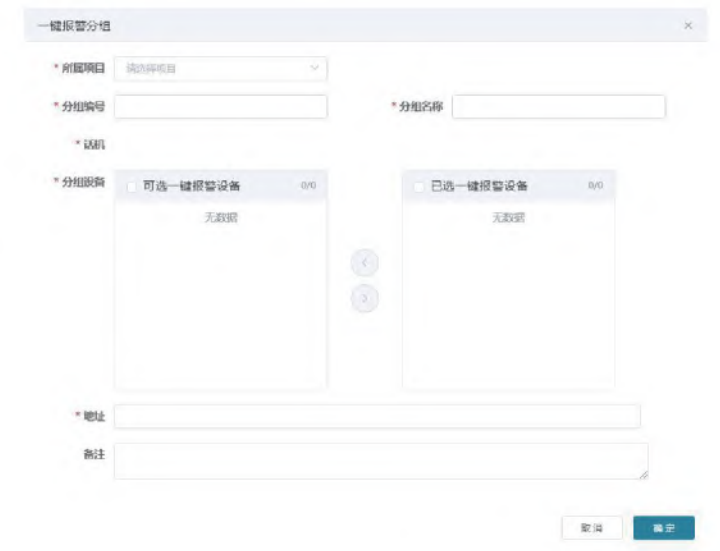 一键报警分组 ×
* 所属项目 请选择项目
* 分组编号 * 分组名称
* 话机
* 分组设备 可选一键报警设备 0/0 已选一键报警设备 0/0
无数据 无数据
* 地址
备注
取消 确定